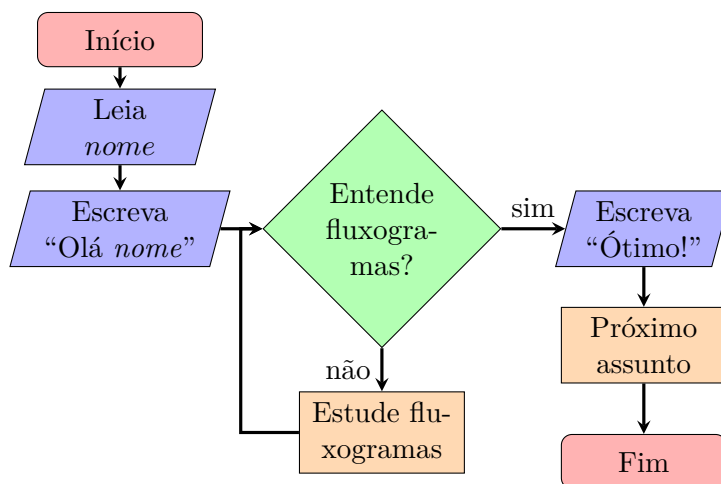 Início
Leia
nome
Escreva
“Olá nome”
Entende
fluxogra-
mas?
sim
Escreva
“Ótimo!”
não
Estude flu-
xogramas
Próximo
assunto
Fim